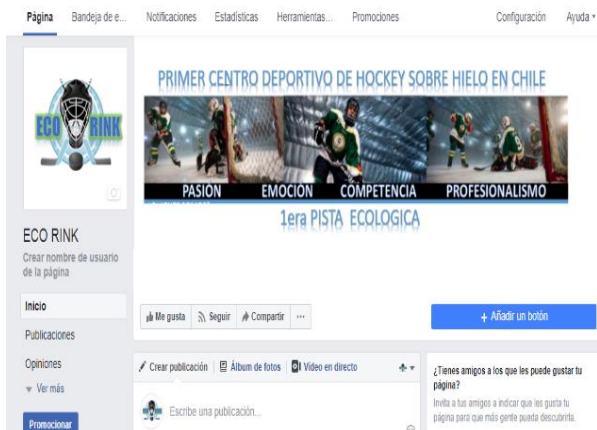 Página Bandeja de e... Notificaciones Estadísticas Herramientas... Promociones Configuración Ayuda
PRIMER CENTRO DEPORTIVO DE HOCKEY SOBRE HIELO EN CHILE
ECO RINK
PASIÓN EMOCIÓN COMPETENCIA PROFESIONALISMO
1era PISTA ECOLOGICA
ECO RINK
Crear nombre de usuario
de la página
Inicio
Me gusta Seguir Compartir ... + Añadir un botón
Publicaciones
Opiniones
Ver más
Promocionar
Crear publicación Álbum de fotos Vídeo en directo
Escribe una publicación...
¿Tienes amigos a los que les puede gustar tu
página?
Invita a tus amigos a indicar que les gusta tu
página para que más gente pueda descubrirla.